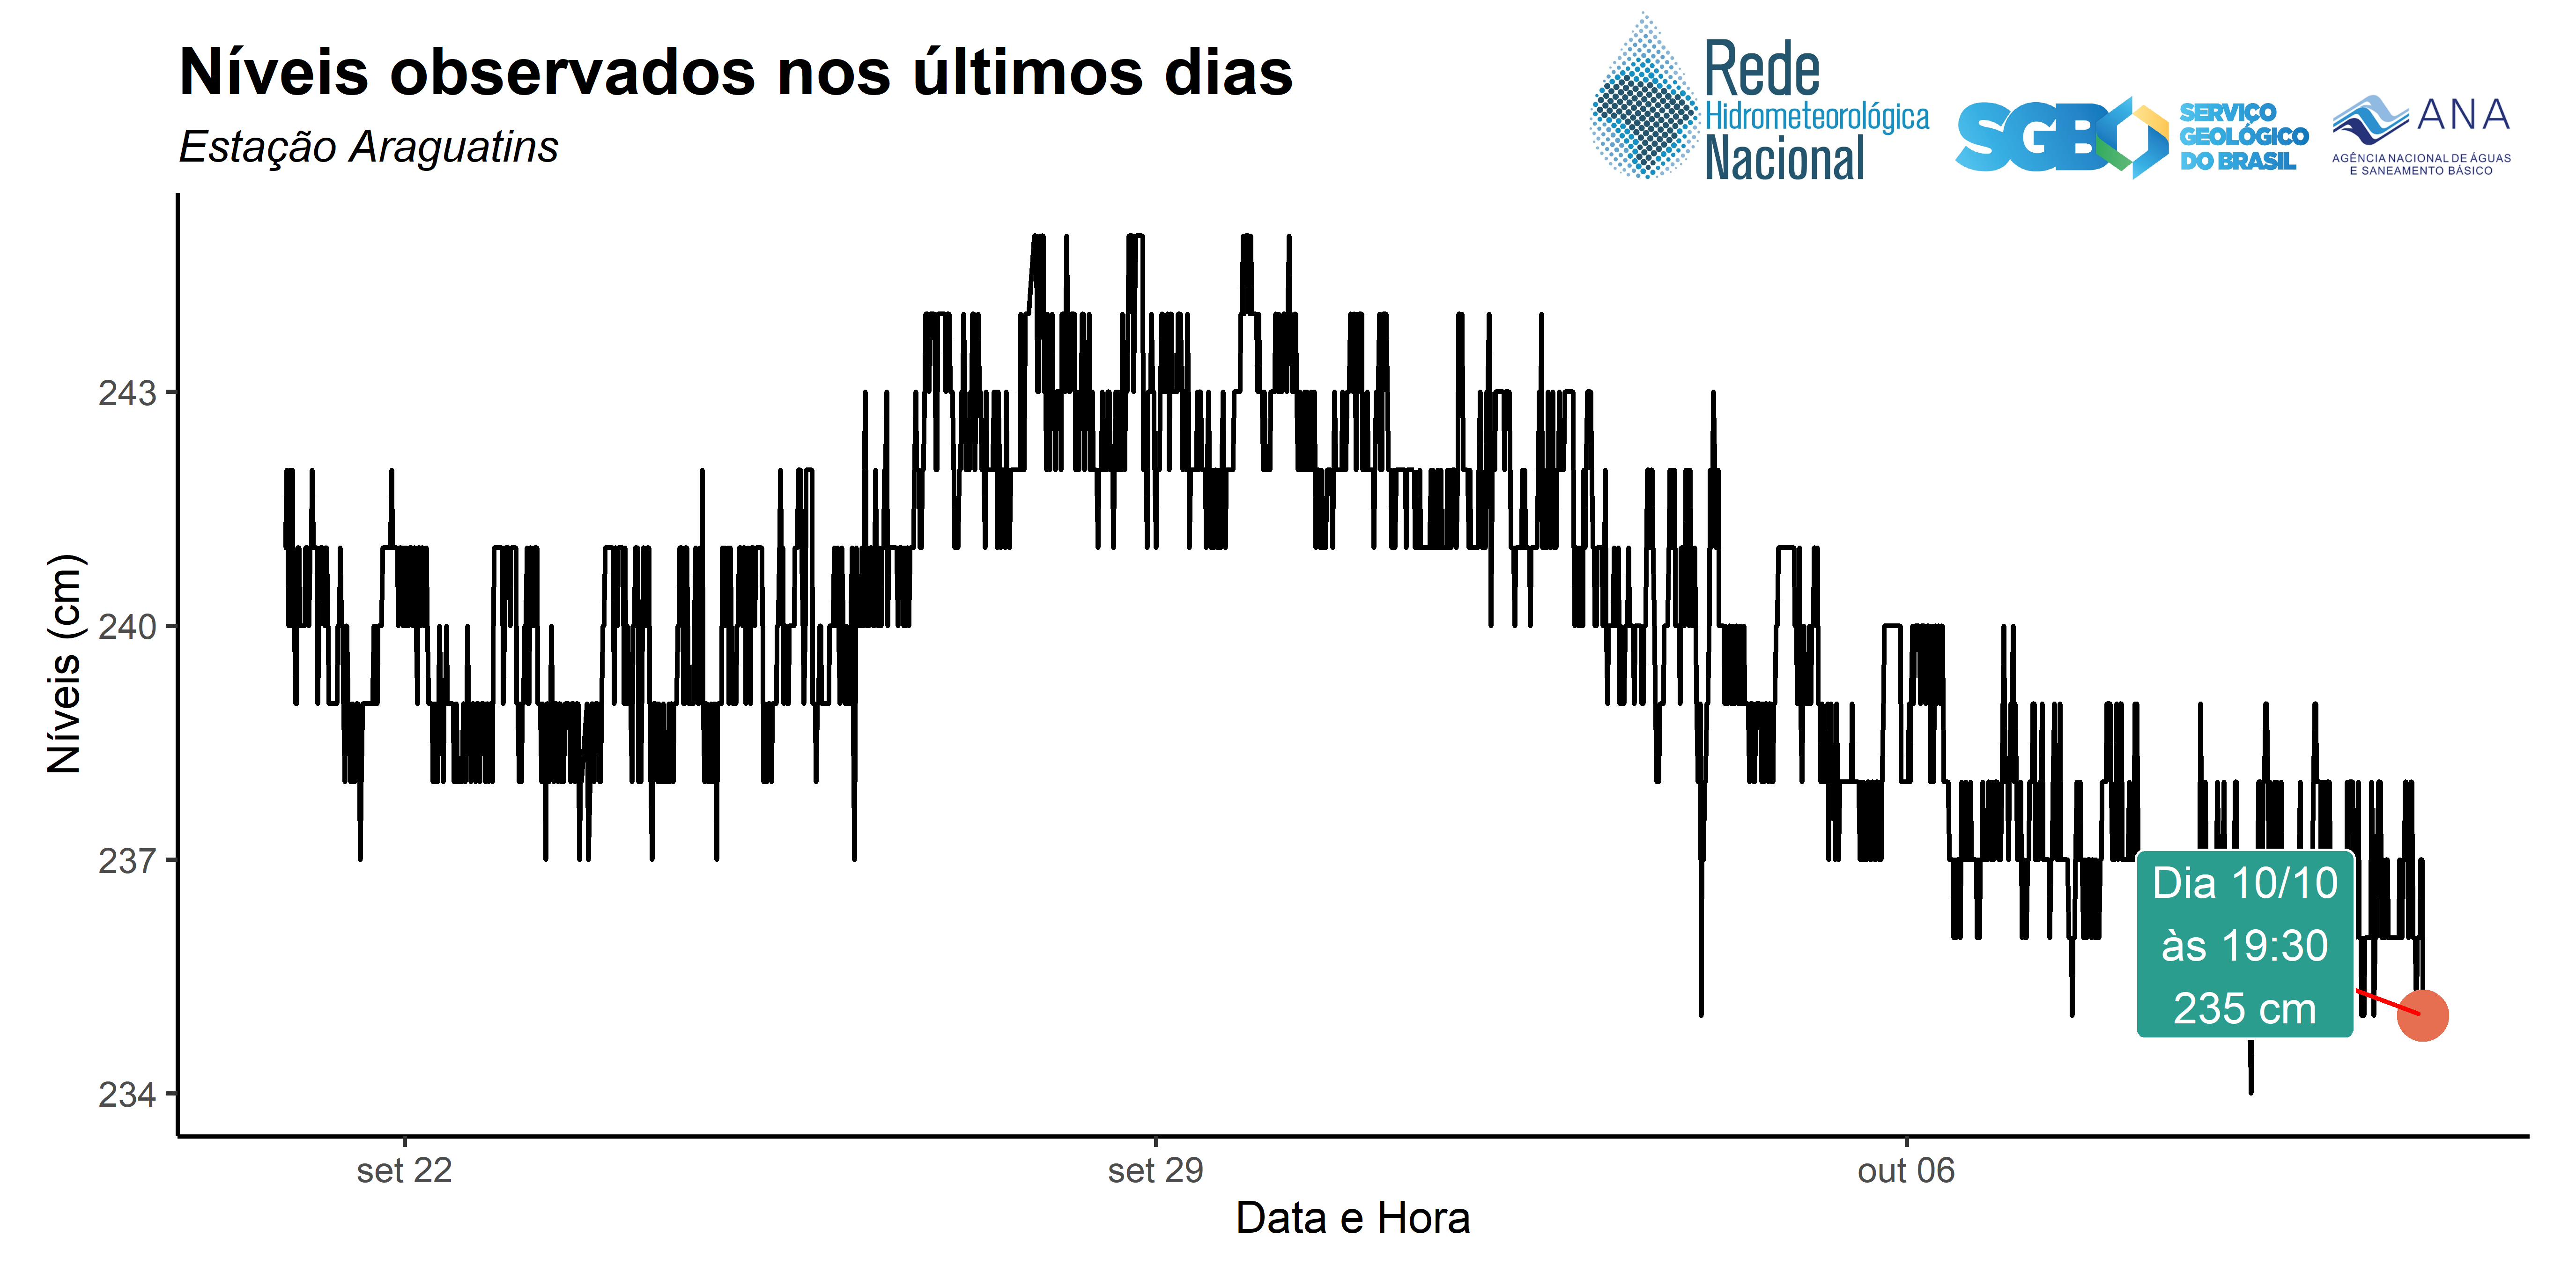 Níveis observados nos últimos dias
Estação Araguatins
Rede
Hidrometeorológica
Nacional
SGB
SERVIÇO
GEOLÓGICO
DO BRASIL
ANA
AGÊNCIA NACIONAL DE ÁGUAS
E SANEAMENTO BÁSICO
Níveis (cm)
243
240
237
234
Dia 10/10
às 19:30
235 cm
set 22
set 29
out 06
Data e Hora